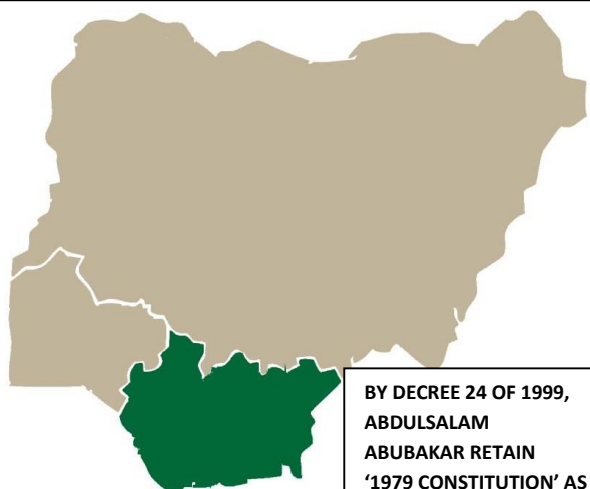 BY DECREE 24 OF 1999,
ABDULSALAM
ABUBAKAR RETAIN
‘1979 CONSTITUTION’ AS